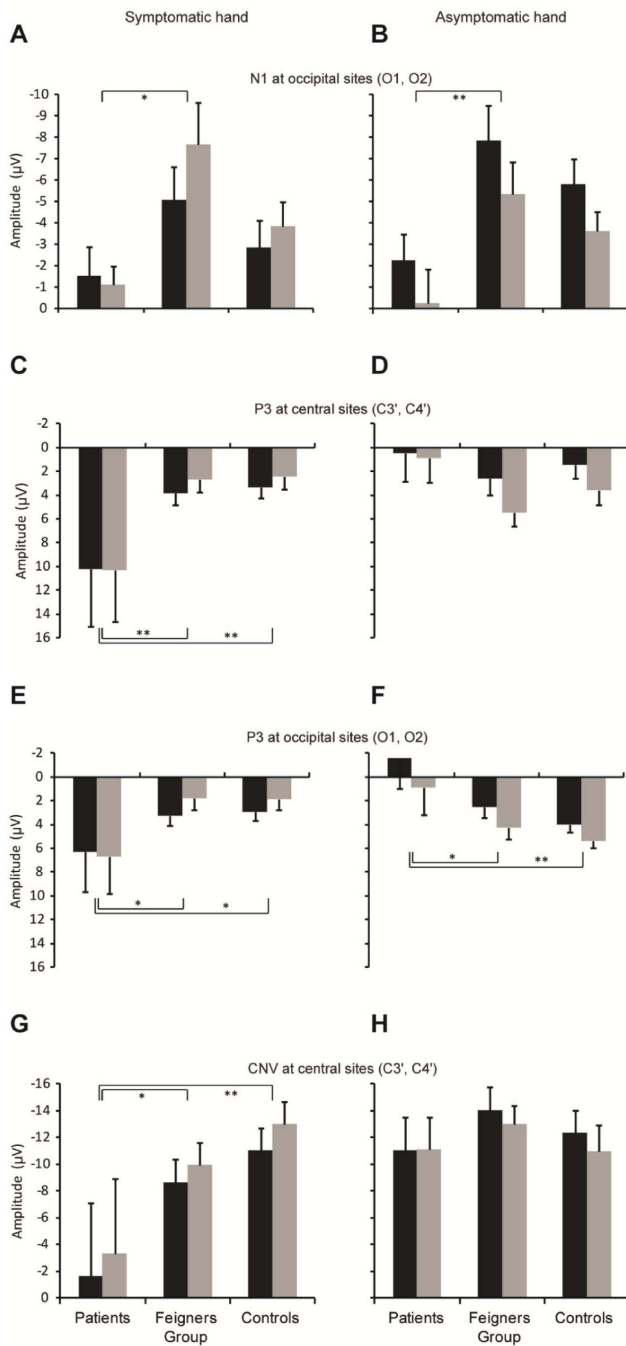 Symptomatic hand
Asymptomatic hand
A
B
N1 at occipital sites (O1, O2)
Amplitude (µV)
-10
-9
-8
-7
-6
-5
-4
-3
-2
-1
0
*
**
C
D
P3 at central sites (C3', C4')
Amplitude (µV)
-2
0
2
4
6
8
10
12
14
16
**
**
E
F
P3 at occipital sites (O1, O2)
Amplitude (µV)
-2
0
2
4
6
8
10
12
14
16
*
*
*
**
G
H
CNV at central sites (C3', C4')
Amplitude (µV)
-16
-14
-12
-10
-8
-6
-4
-2
0
*
**
Patients
Feigners
Controls
Group
Patients
Feigners
Controls
Group